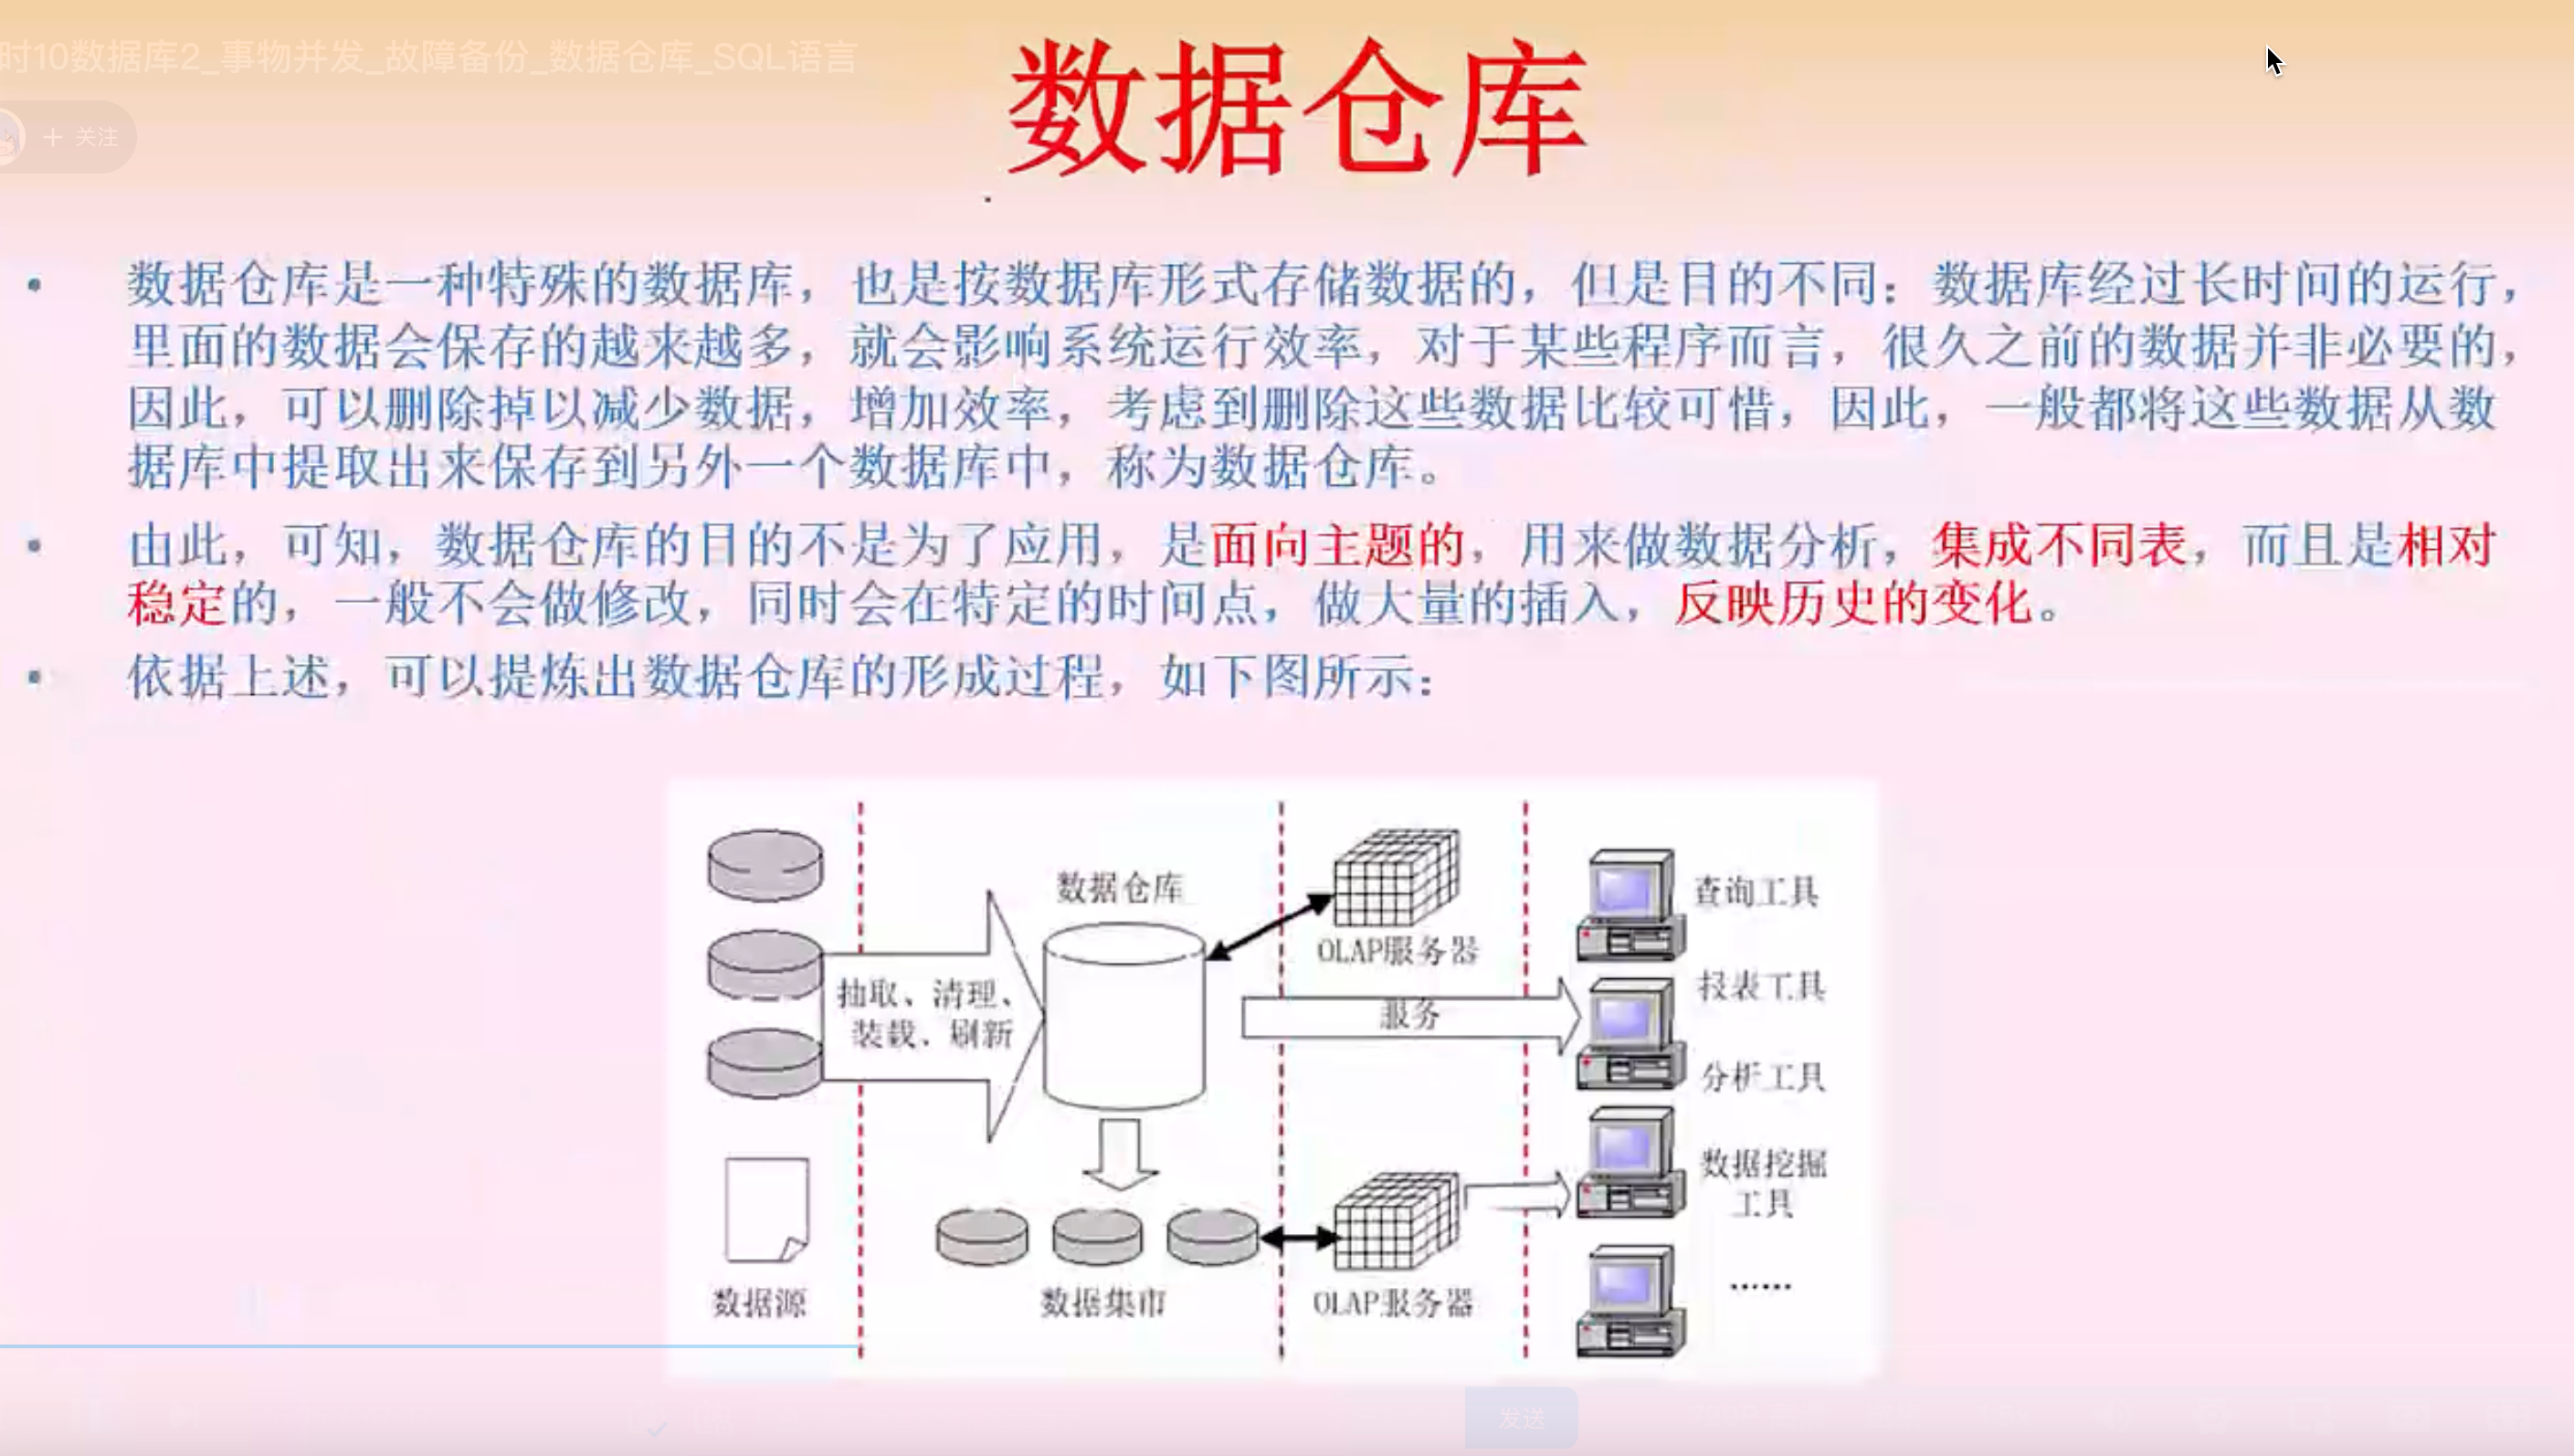 时10数据库2_事物并发_故障备份_数据仓库_SQL语言
+ 关注
数据仓库
• 数据仓库是一种特殊的数据库，也是按数据库形式存储数据的，但是目的不同：数据库经过长时间的运行，
里面的数据会保存的越来越多，就会影响系统运行效率，对于某些程序而言，很久之前的数据并非必要的，
因此，可以删除掉以减少数据，增加效率，考虑到删除这些数据比较可惜，因此，一般都将这些数据从数
据库中提取出来保存到另外一个数据库中，称为数据仓库。
• 由此，可知，数据仓库的目的不是为了应用，是面向主题的，用来做数据分析，集成不同表，而且是相对
稳定的，一般不会做修改，同时会在特定的时间点，做大量的插入，反映历史的变化。
• 依据上述，可以提炼出数据仓库的形成过程，如下图所示：
数据源
抽取、清理、
装载、刷新
数据仓库
数据集市
OLAP服务器
服务
OLAP服务器
查询工具
报表工具
分析工具
数据挖掘
工具
······
发送